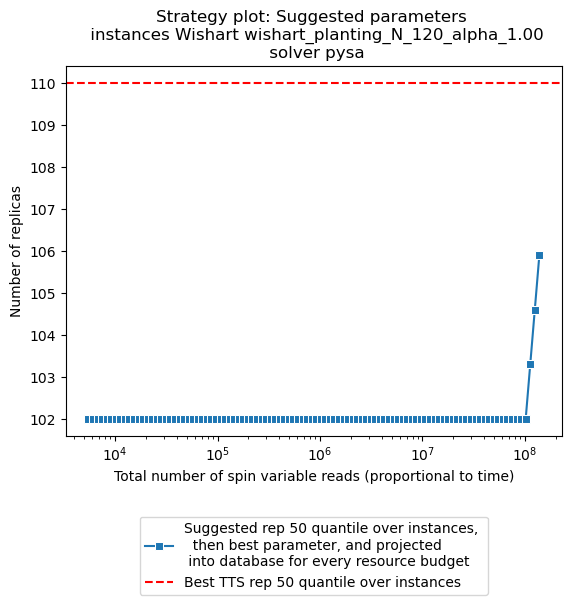 Strategy plot: Suggested parameters
instances Wishart wishart_planting_N_120_alpha_1.00
solver pysa
110
109
108
107
106
105
104
103
102
Number of replicas
10^4
10^5
10^6
10^7
10^8
Total number of spin variable reads (proportional to time)
Suggested rep 50 quantile over instances,
then best parameter, and projected
into database for every resource budget
Best TTS rep 50 quantile over instances